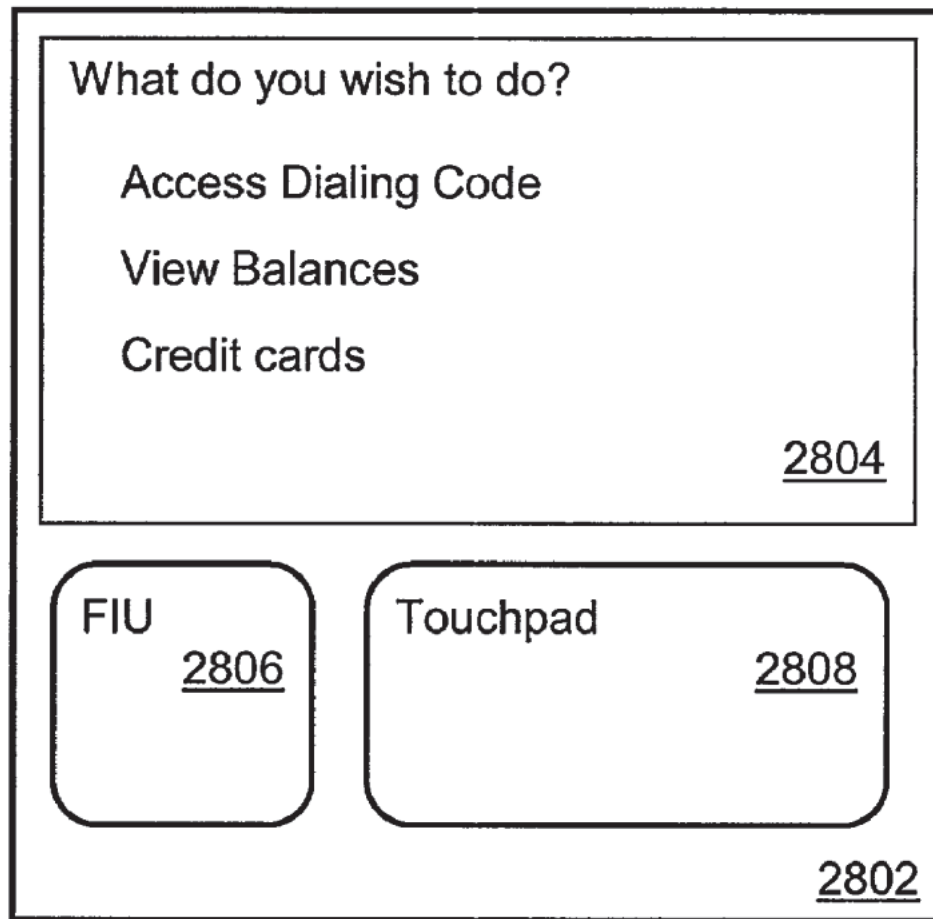 What do you wish to do?
Access Dialing Code
View Balances
Credit cards
2804
FIU
2806
Touchpad
2808
2802